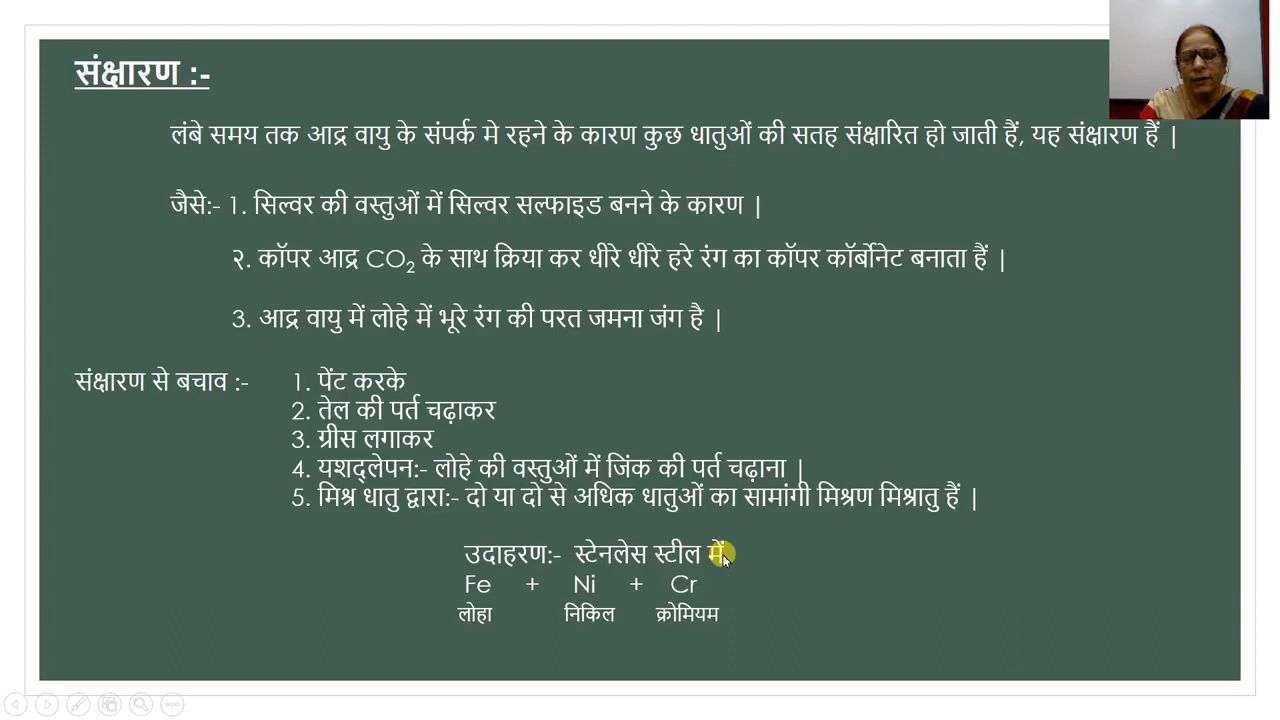 संक्षारण :-
लंबे समय तक आद्र वायु के संपर्क मे रहने के कारण कुछ धातुओं की सतह संक्षारित हो जाती हैं, यह संक्षारण हैं |
जैसे:- 1. सिल्वर की वस्तुओं में सिल्वर सल्फाइड बनने के कारण |
२. कॉपर आद्र CO₂ के साथ क्रिया कर धीरे धीरे हरे रंग का कॉपर कॉर्बोनेट बनाता हैं |
3. आद्र वायु में लोहे में भूरे रंग की परत जमना जंग है |
संक्षारण से बचाव :- 1. पेंट करके
2. तेल की पर्त चढ़ाकर
3. ग्रीस लगाकर
4. यशद्लेपन:- लोहे की वस्तुओं में जिंक की पर्त चढ़ाना |
5. मिश्र धातु द्वारा:- दो या दो से अधिक धातुओं का सामांगी मिश्रण मिश्रातु हैं |
उदाहरण:- स्टेनलेस स्टील में
Fe + Ni + Cr
लोहा निकिल क्रोमियम